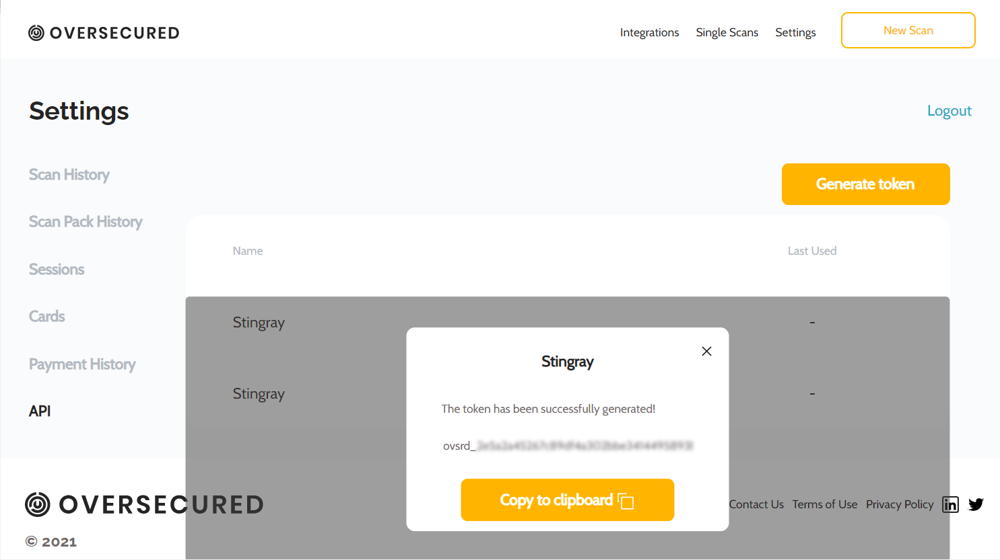 OVERSECURED
Integrations Single Scans Settings New Scan
Settings
Logout
Scan History
Scan Pack History
Sessions
Cards
Payment History
API
Generate token
Name Last Used
Stingray -
Stingray -
Stingray
The token has been successfully generated!
ovsrd_
Copy to clipboard
OVERSECURED
© 2021
Contact Us Terms of Use Privacy Policy in